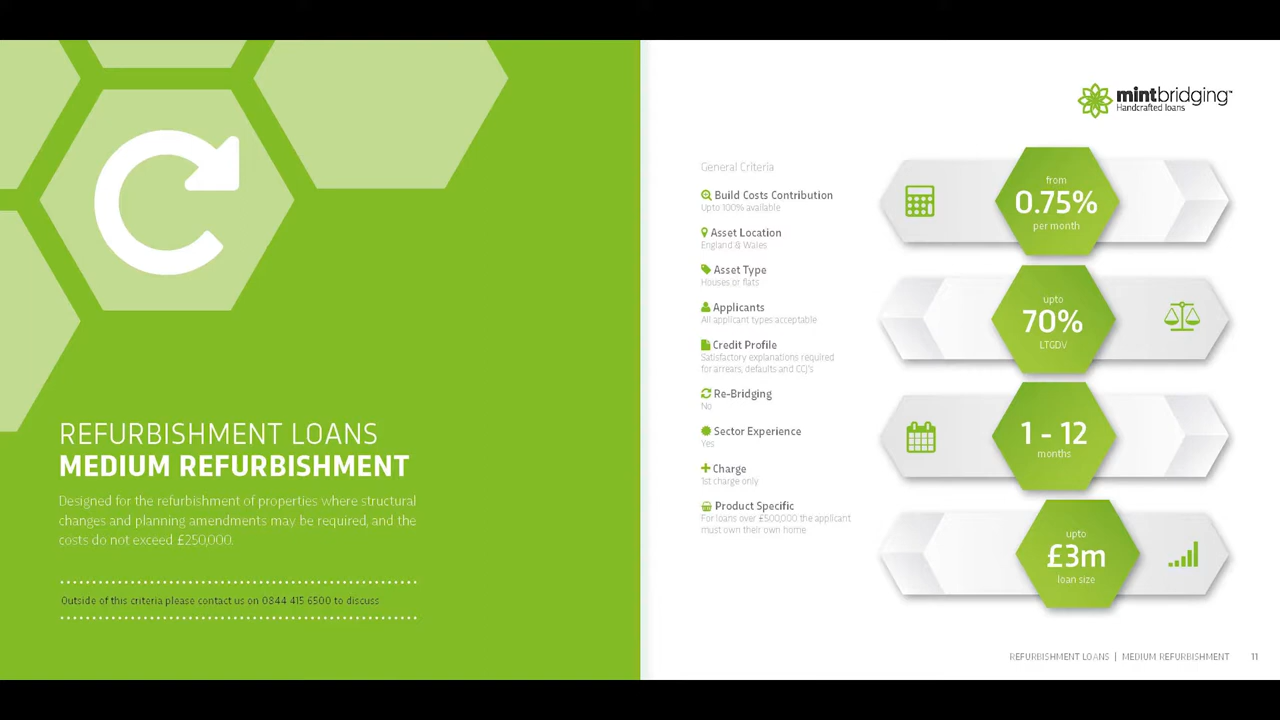 REFURBISHMENT LOANS
MEDIUM REFURBISHMENT
Designed for the refurbishment of properties where structural
changes and planning amendments may be required, and the
costs do not exceed £250,000.
Outside of this criteria please contact us on 0844 415 6500 to discuss
mintbridging™
Handcrafted loans
General Criteria
Build Costs Contribution
Upto 100% available
Asset Location
England & Wales
Asset Type
Houses or flats
Applicants
All applicant types acceptable
Credit Profile
Satisfactory explanations required
for arrears, defaults and CCJ's
Re-Bridging
No
Sector Experience
Yes
Charge
1st charge only
Product Specific
For loans over £500,000 the applicant
must own their own home
from
0.75%
per month
upto
70%
LTGDV
1 - 12
months
upto
£3m
loan size
REFURBISHMENT LOANS | MEDIUM REFURBISHMENT 11